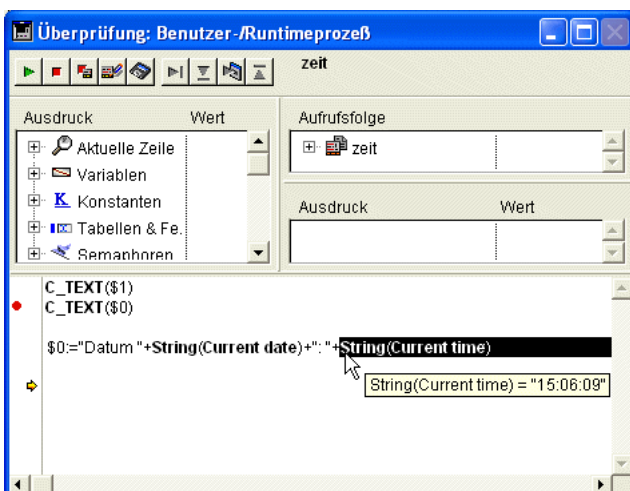 Überprüfung: Benutzer-/Runtimeprozeß
zeit
Ausdruck Wert
Aktuelle Zeile
Variablen
K Konstanten
Tabellen & Fe.
Semaphoren
Aufrufsfolge
zeit
Ausdruck Wert
C_TEXT($1)
C_TEXT($0)
$0:="Datum "+String(Current date)+": "+String(Current time)
String(Current time) = "15:06:09"